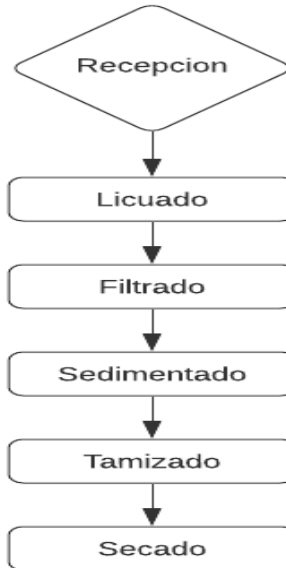 Recepcion
Licuado
Filtrado
Sedimentado
Tamizado
Secado